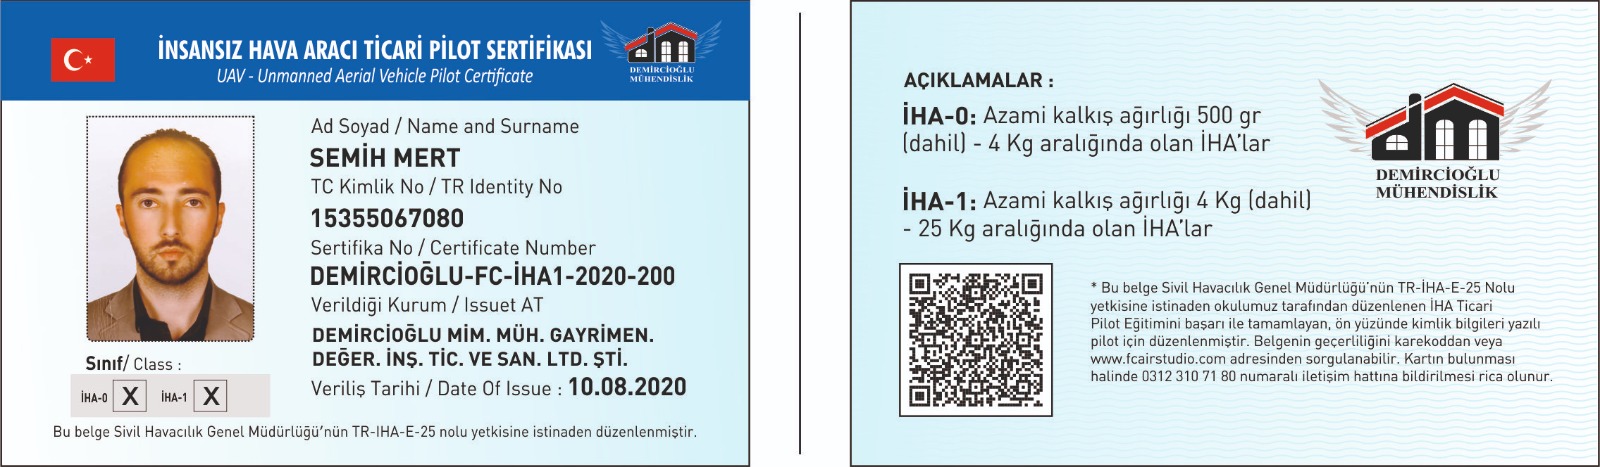 İNSANSIZ HAVA ARACI TİCARİ PİLOT SERTİFİKASI
UAV - Unmanned Aerial Vehicle Pilot Certificate
DEMİRCİOĞLU
MÜHENDİSLİK
Ad Soyad / Name and Surname
SEMİH MERT
TC Kimlik No / TR Identity No
15355067080
Sertifika No / Certificate Number
DEMİRCİOĞLU-FC-İHA1-2020-200
Verildiği Kurum / Issuet AT
DEMİRCİOĞLU MİM. MÜH. GAYRİMEN.
DEĞER. İNŞ. TİC. VE SAN. LTD. ŞTİ.
Veriliş Tarihi / Date Of Issue : 10.08.2020
Sınıf/ Class :
İHA-0 X İHA-1 X
Bu belge Sivil Havacılık Genel Müdürlüğü'nün TR-IHA-E-25 nolu yetkisine istinaden düzenlenmiştir.
AÇIKLAMALAR :
İHA-0: Azami kalkış ağırlığı 500 gr
(dahil) - 4 Kg aralığında olan İHA'lar
İHA-1: Azami kalkış ağırlığı 4 Kg (dahil)
- 25 Kg aralığında olan İHA'lar
DEMİRCİOĞLU
MÜHENDİSLİK
* Bu belge Sivil Havacılık Genel Müdürlüğü'nün TR-İHA-E-25 Nolu
yetkisine istinaden okulumuz tarafından düzenlenen İHA Ticari
Pilot Eğitimini başarı ile tamamlayan, ön yüzünde kimlik bilgileri yazılı
pilot için düzenlenmiştir. Belgenin geçerliliğini karekoddan veya
www.fcairstudio.com adresinden sorgulanabilir. Kartın bulunması
halinde 0312 310 71 80 numaralı iletişim hattına bildirilmesi rica olunur.